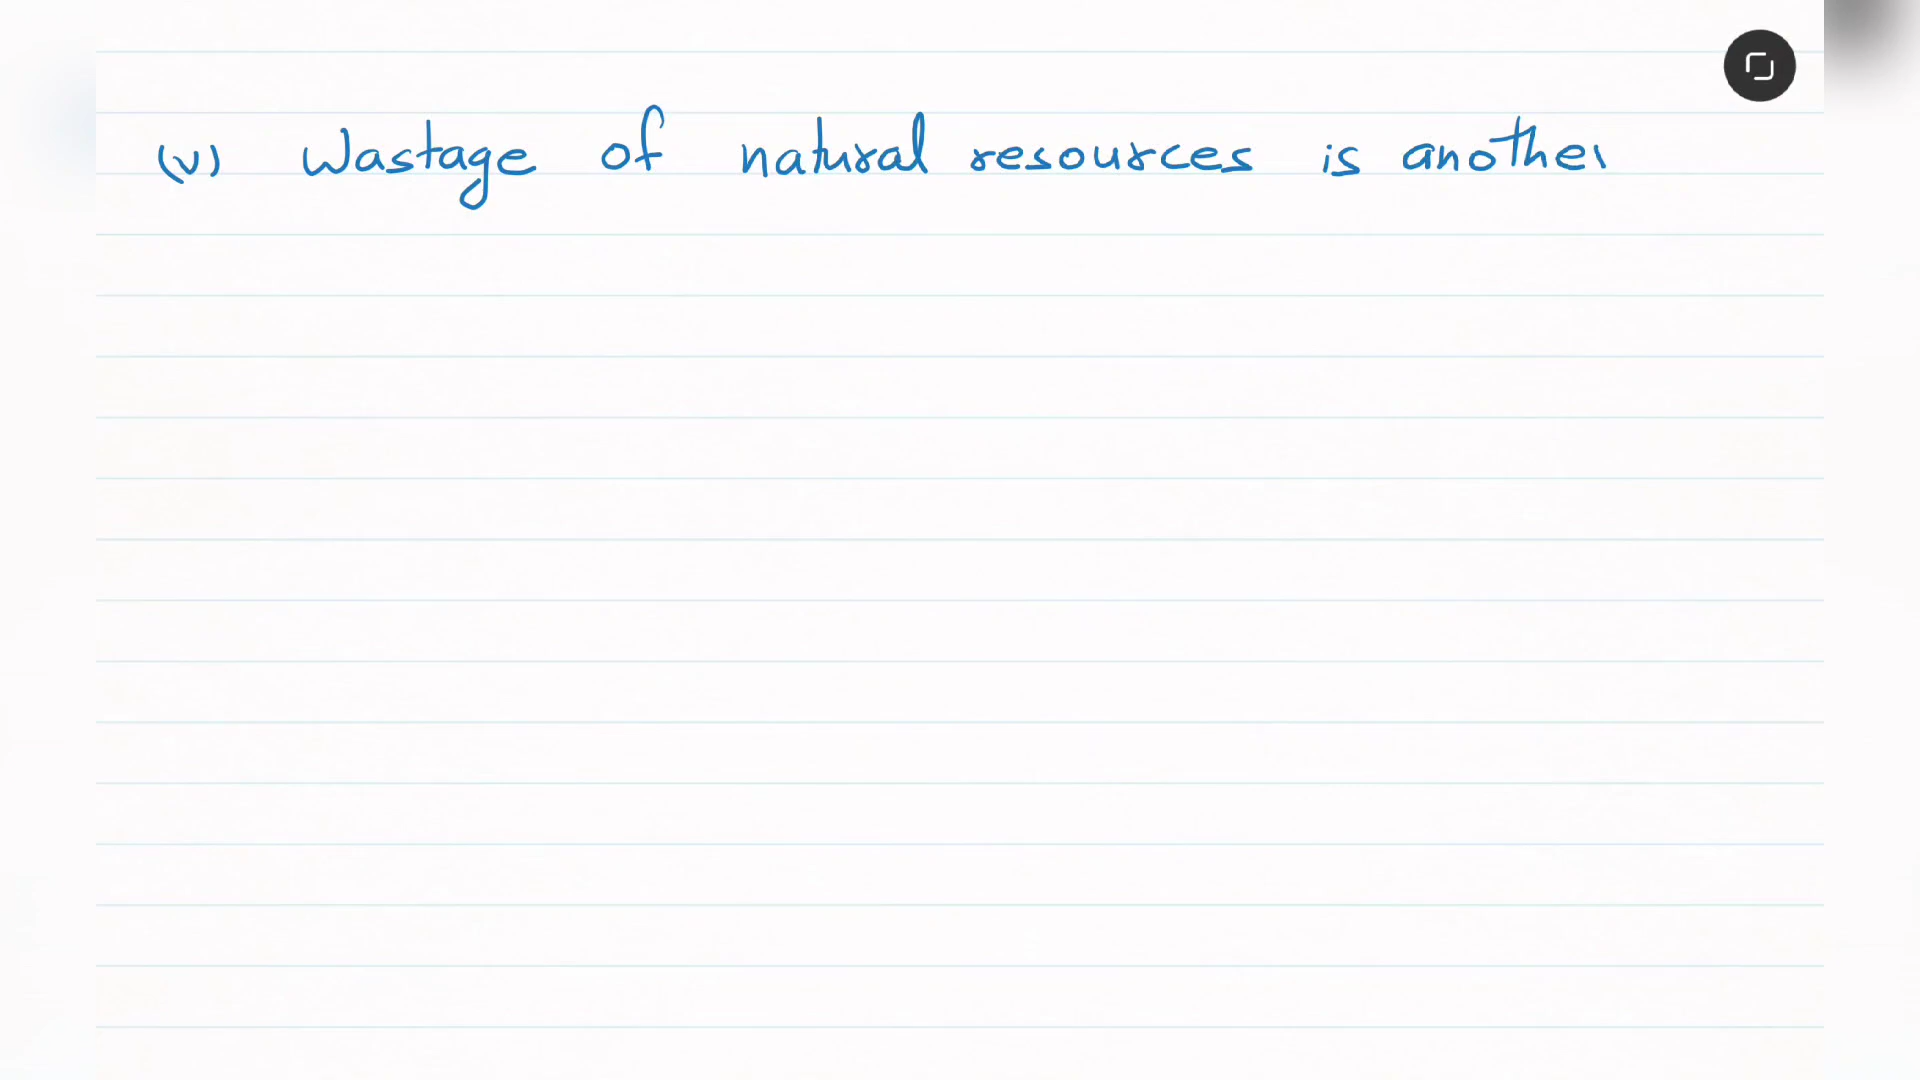 (v) Wastage of natural resources is another